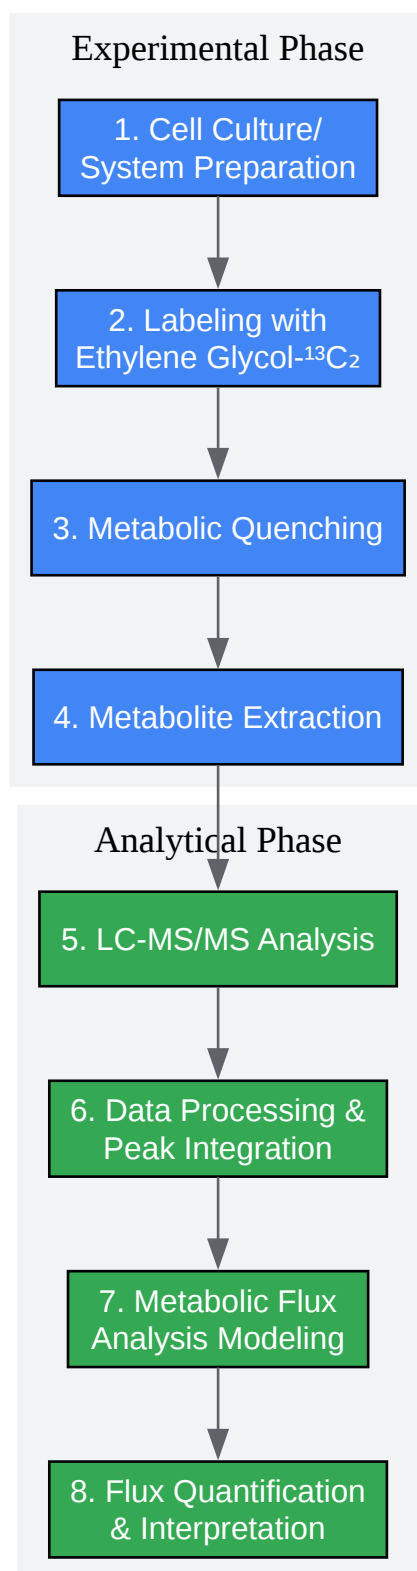 Experimental Phase
1. Cell Culture/
System Preparation
2. Labeling with
Ethylene Glycol-¹³C₂
3. Metabolic Quenching
4. Metabolite Extraction
Analytical Phase
5. LC-MS/MS Analysis
6. Data Processing &
Peak Integration
7. Metabolic Flux
Analysis Modeling
8. Flux Quantification
& Interpretation